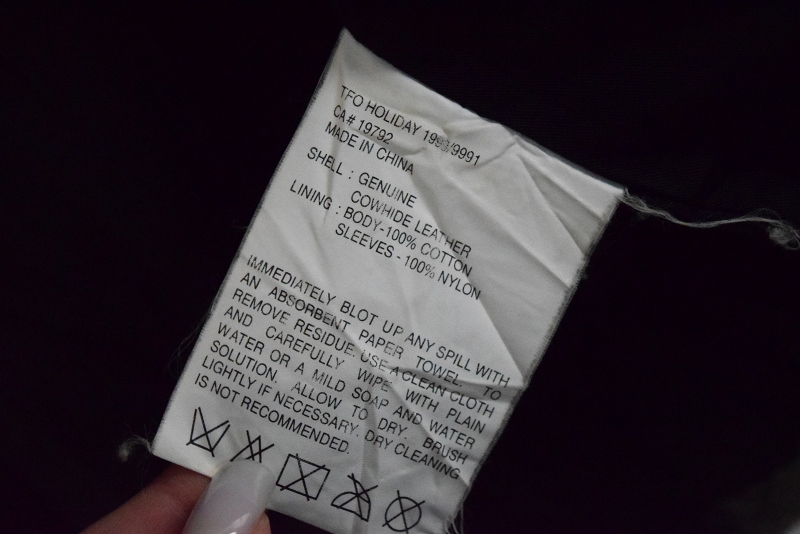 TFO HOLIDAY 1999/9991
CA# 19792
MADE IN CHINA
SHELL : GENUINE
COWHIDE LEATHER
LINING : BODY-100% COTTON
SLEEVES - 100% NYLON
IMMEDIATELY BLOT UP ANY SPILL WITH
AN ABSORBENT PAPER TOWEL. TO
REMOVE RESIDUE. USE A CLEAN CLOTH
AND CAREFULLY WIPE WITH PLAIN
WATER OR A MILD SOAP AND WATER
SOLUTION. ALLOW TO DRY. BRUSH
LIGHTLY IF NECESSARY. DRY CLEANING
IS NOT RECOMMENDED.